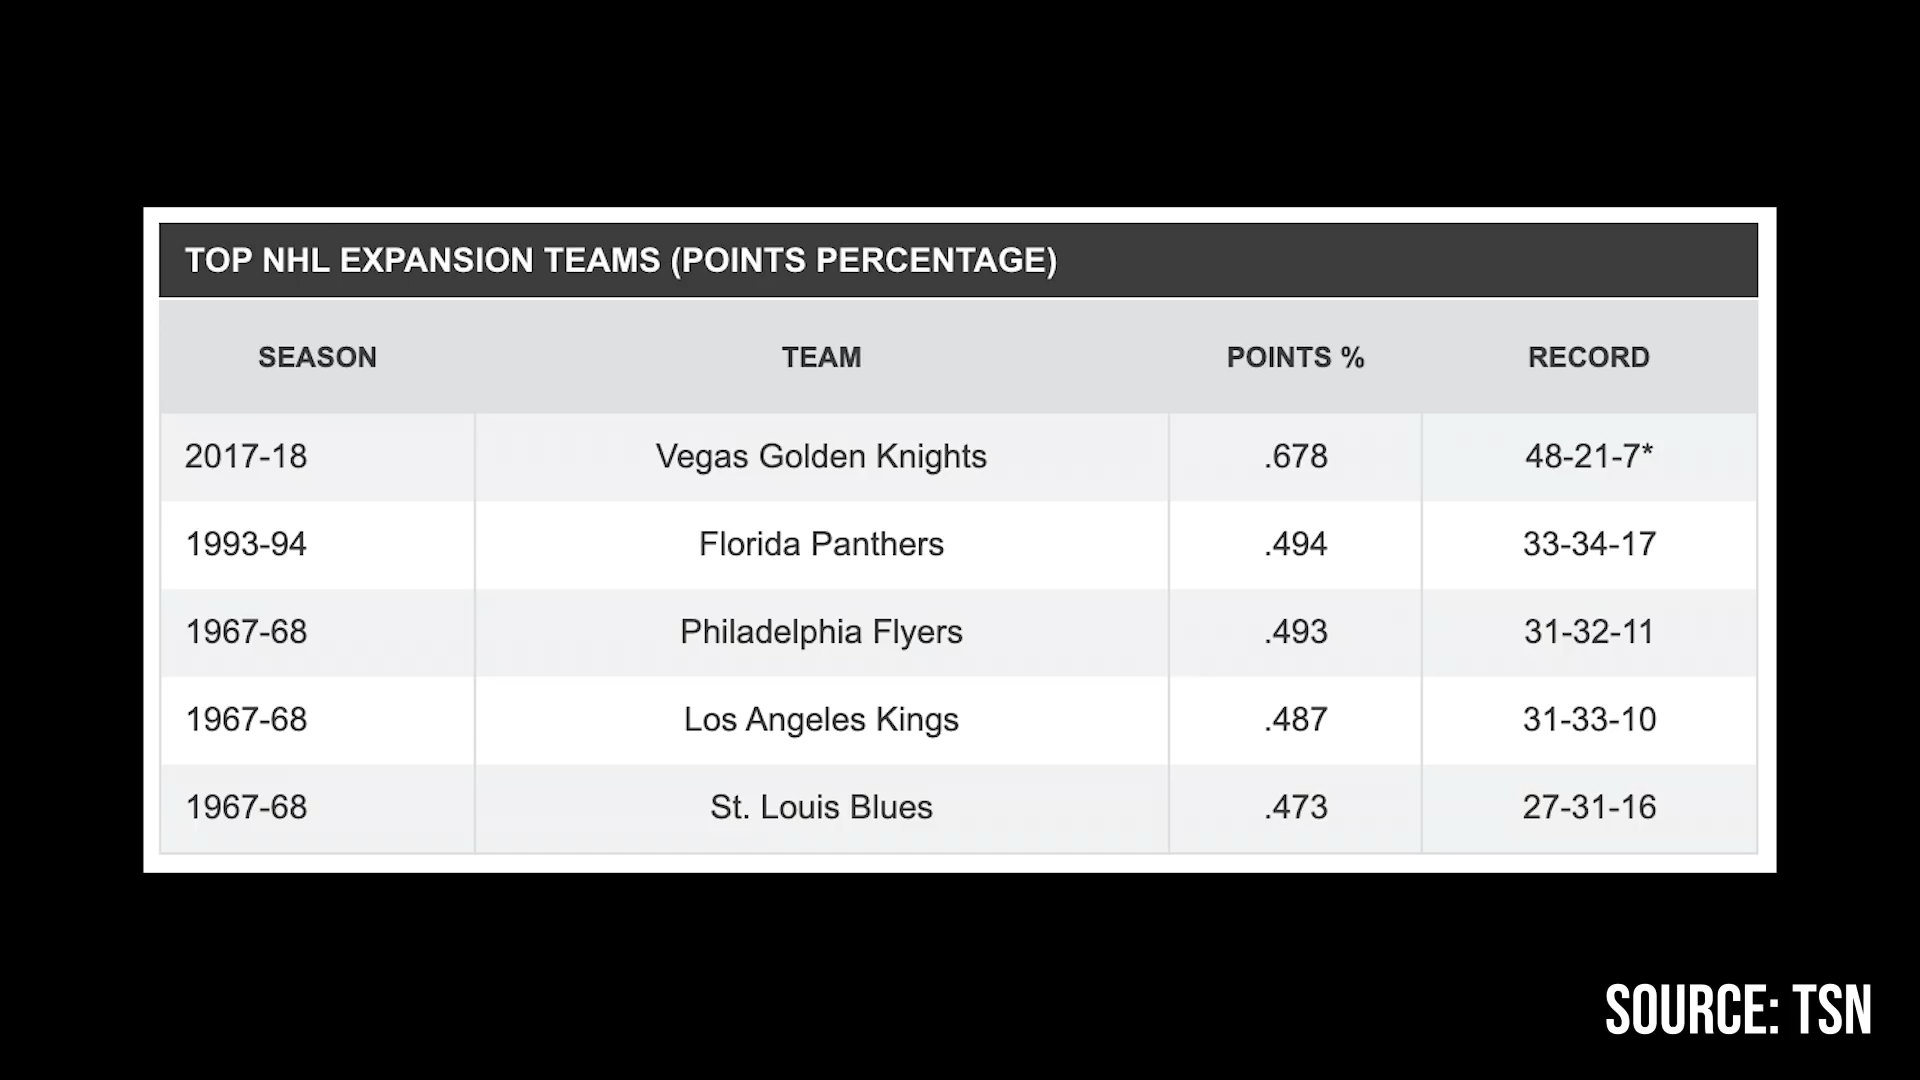 TOP NHL EXPANSION TEAMS (POINTS PERCENTAGE)
SEASON TEAM POINTS % RECORD
2017-18 Vegas Golden Knights .678 48-21-7*
1993-94 Florida Panthers .494 33-34-17
1967-68 Philadelphia Flyers .493 31-32-11
1967-68 Los Angeles Kings .487 31-33-10
1967-68 St. Louis Blues .473 27-31-16
SOURCE: TSN